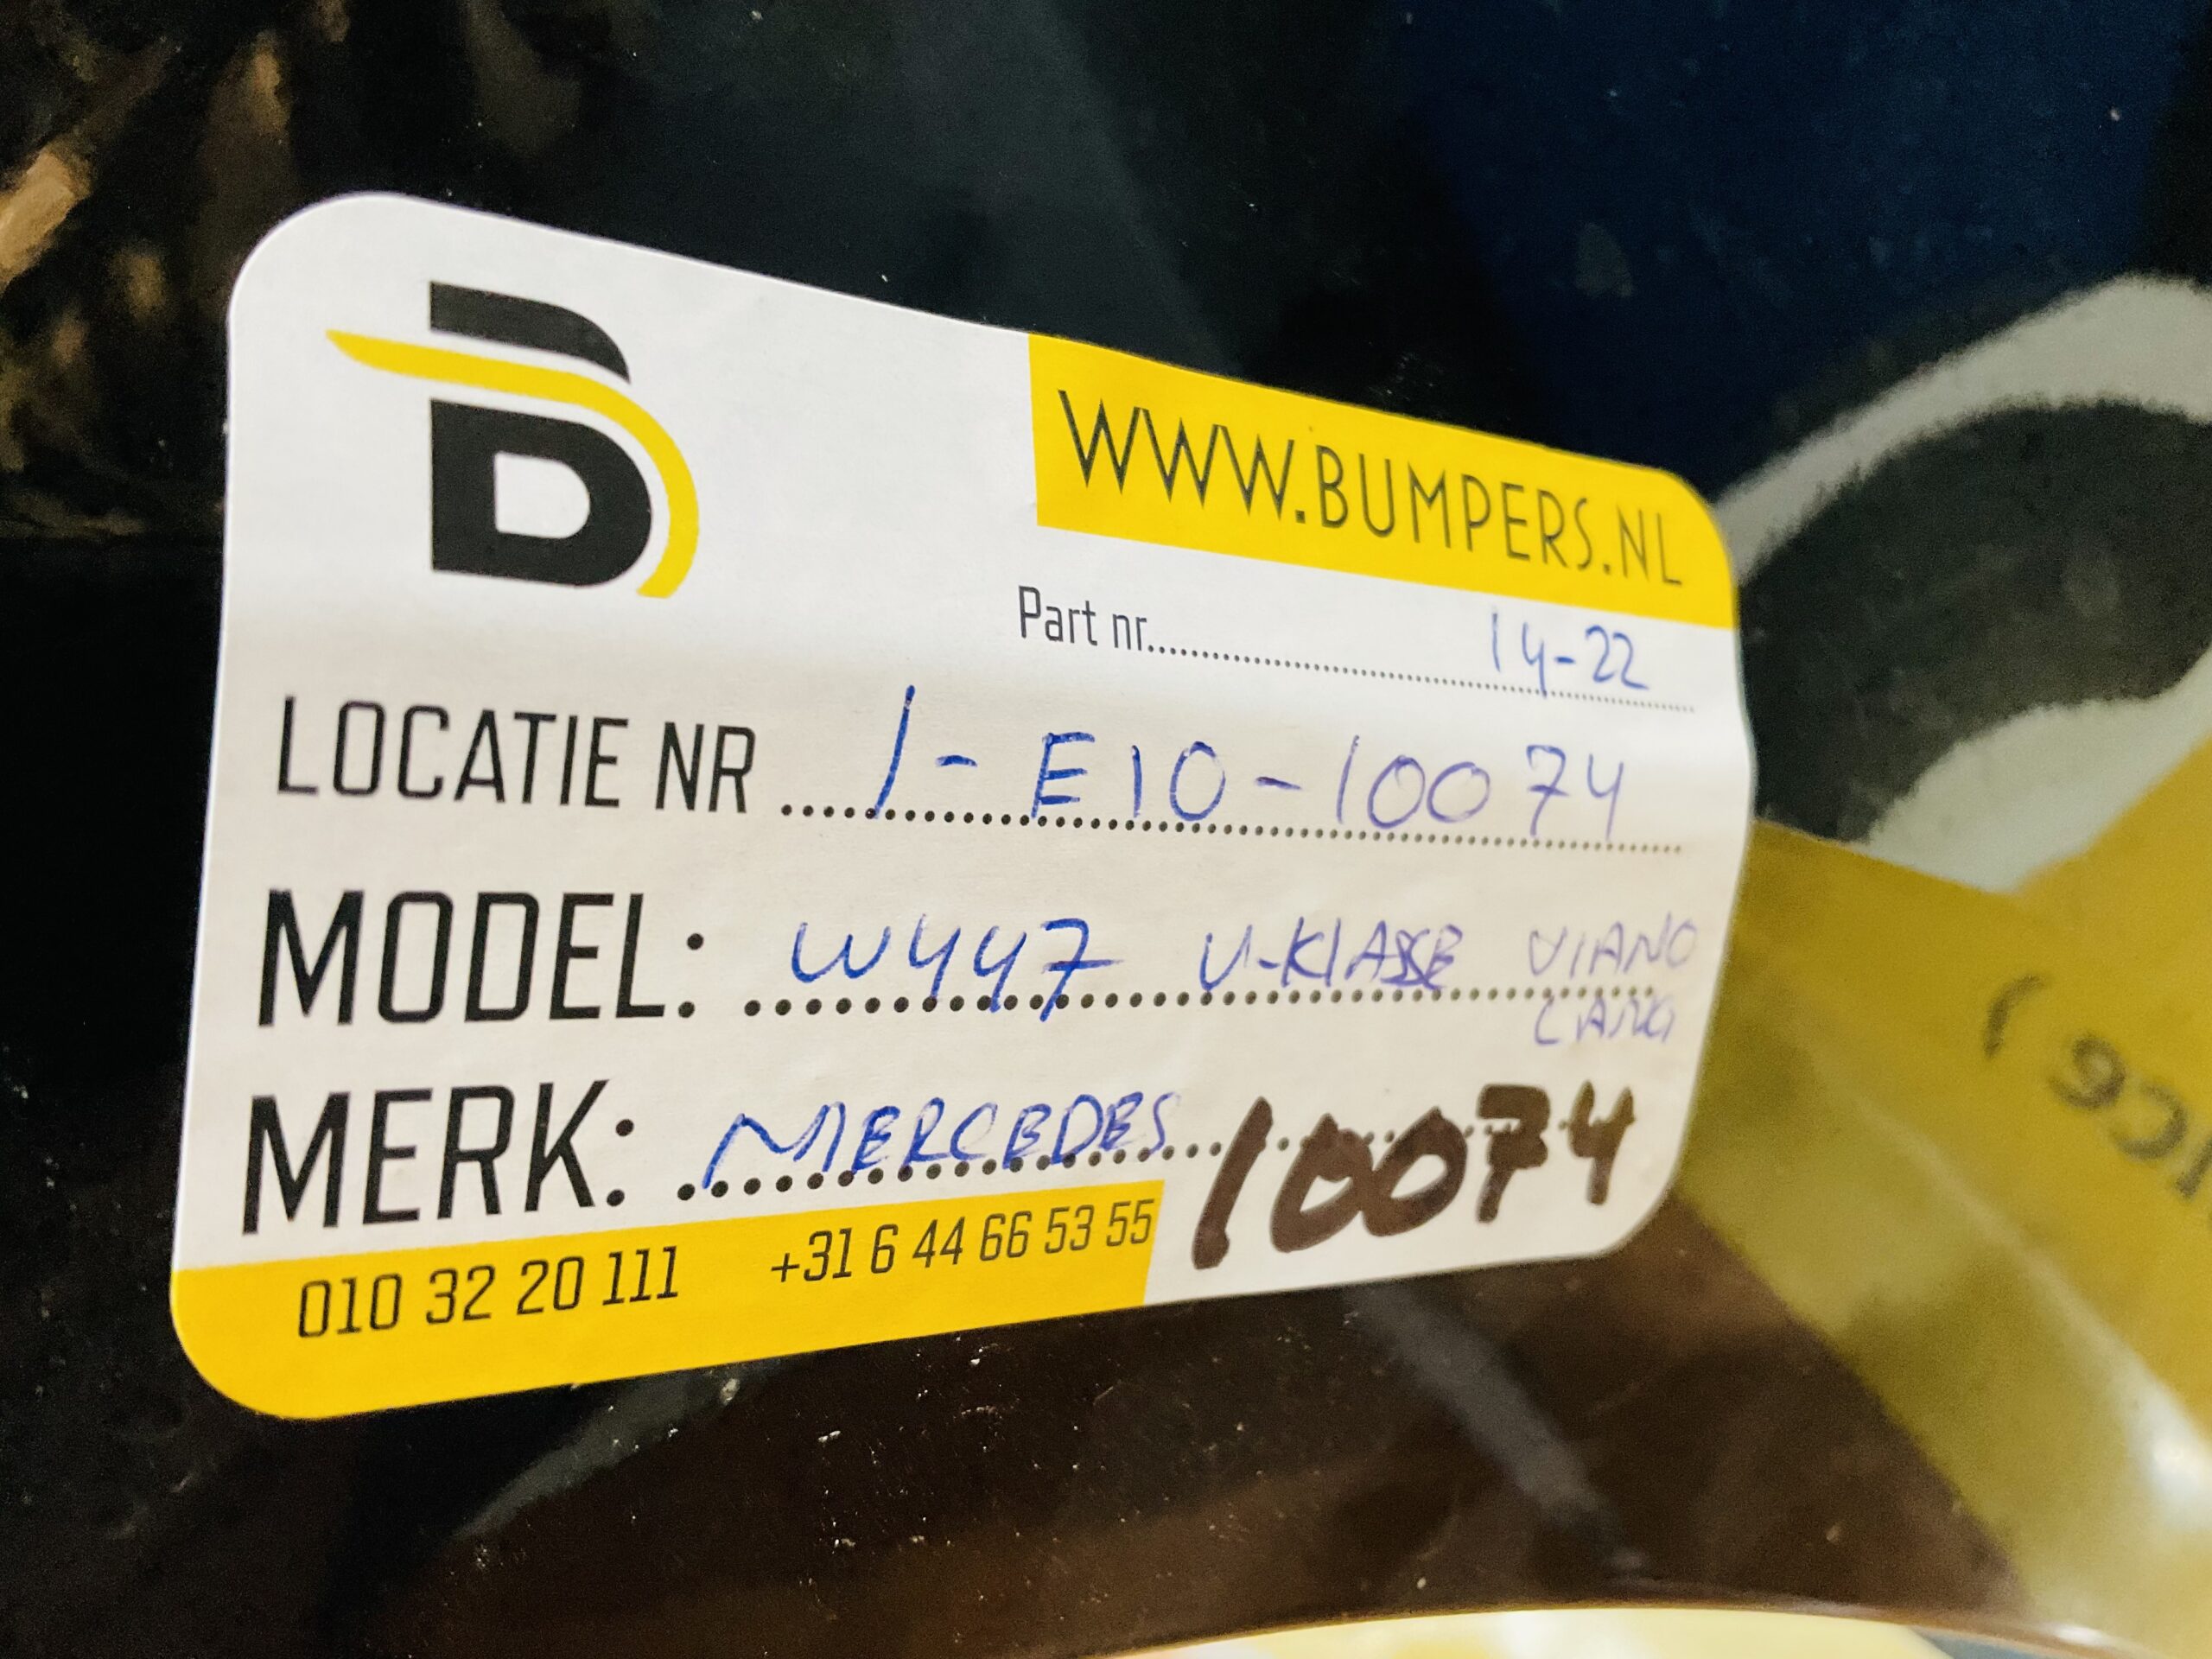 B
WWW.BUMPERS.NL
Part nr. 14-22
LOCATIE NR 1-E10-10074
MODEL: W447 V-KLASSE VIANO
LANG
MERK: MERCEDES 10074
010 32 20 111 +31 6 44 66 53 55